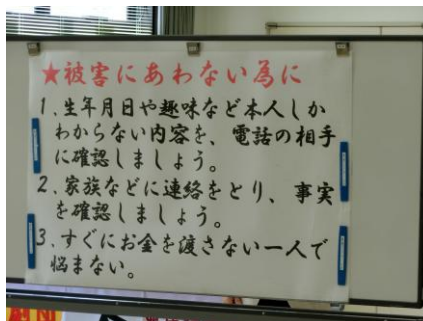 ★被害にあわない為に
1、生年月日や趣味など本人しか
わからない内容を、電話の相手
に確認しましょう。
2、家族などに連絡をとり、事実
を確認しましょう。
3、すぐにお金を渡さない一人で
悩まない。